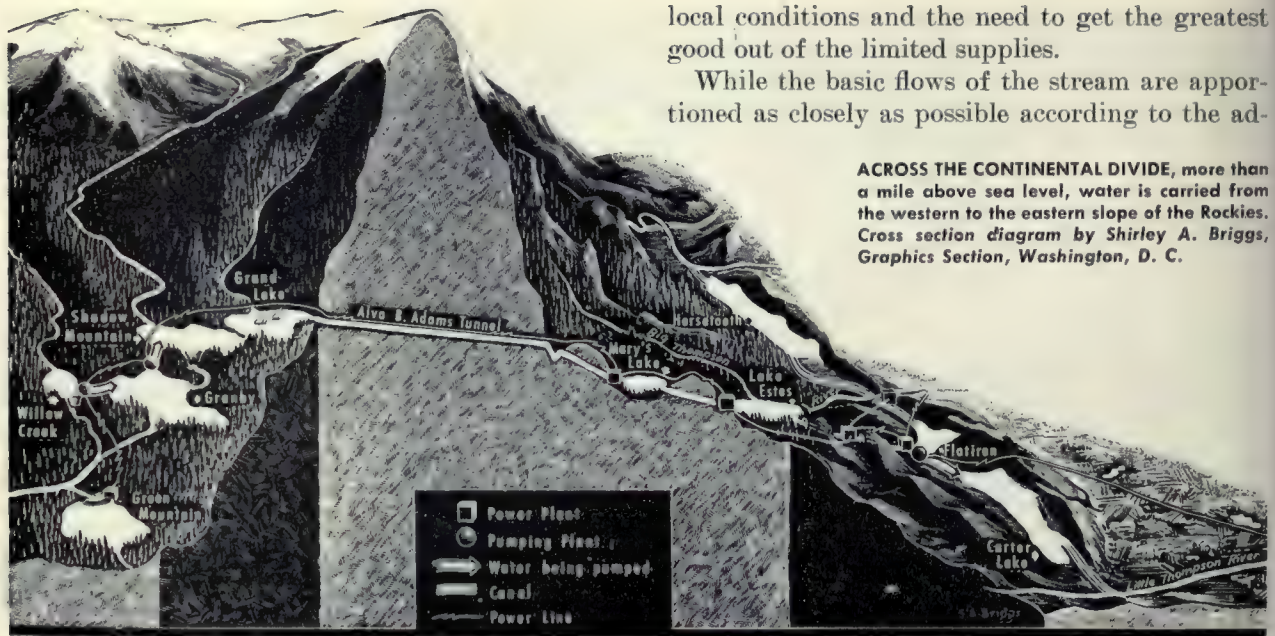 local conditions and the need to get the greatest
good out of the limited supplies.
While the basic flows of the stream are appor-
tioned as closely as possible according to the ad-
ACROSS THE CONTINENTAL DIVIDE, more than
a mile above sea level, water is carried from
the western to the eastern slope of the Rockies.
Cross section diagram by Shirley A. Briggs,
Graphics Section, Washington, D. C.
Grand
Lake
Shadow
Mountain
Alva B. Adams Tunnel
Horsetooth
Big Thompson
Mary's
Lake
Lake
Estes
Granby
Willow
Creek
Green
Mountain
Flatiron
Carter
Lake
Little Thompson River
Power Plant
Pumping Plant
Water being pumped
Canal
Power Line
S.A. Briggs